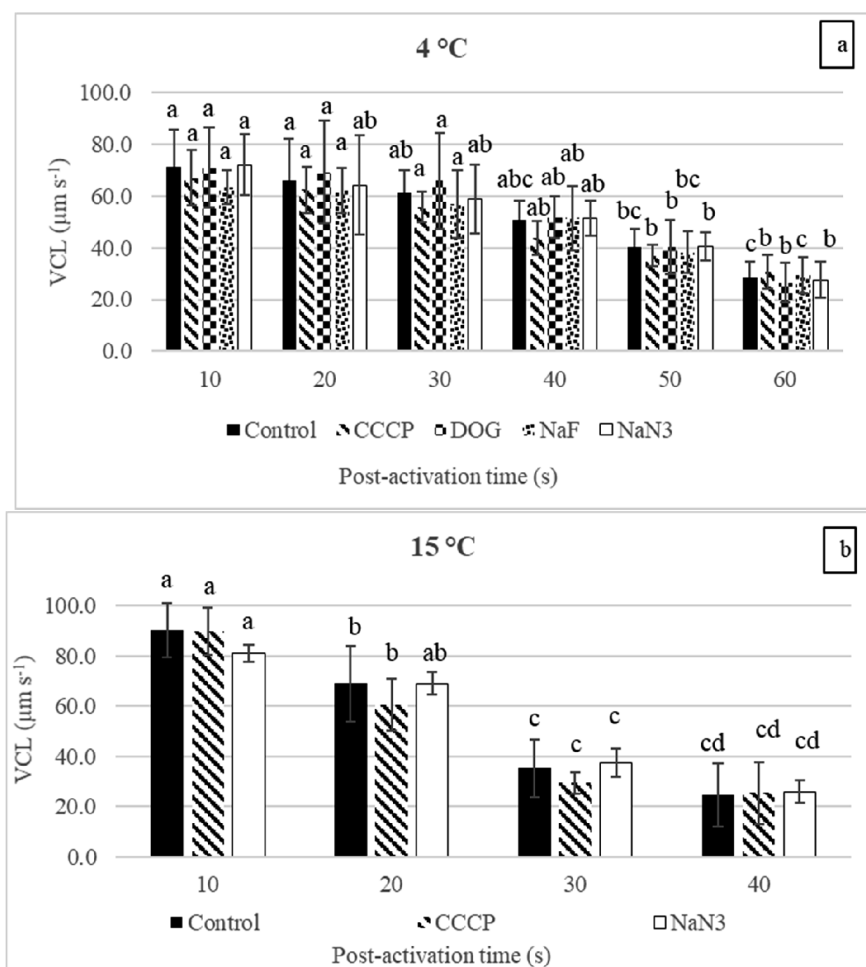 4 °C
a
VCL (μm s⁻¹)
100.0
80.0
60.0
40.0
20.0
0.0
a a a a a
a a a a ab
ab a a a ab
abc ab ab ab ab
bc b b bc b
c b b c b
10 20 30 40 50 60
Control CCCP DOG NaF NaN3
Post-activation time (s)
15 °C
b
VCL (μm s⁻¹)
100.0
80.0
60.0
40.0
20.0
0.0
a a a
b b ab
c c c
cd cd cd
10 20 30 40
Control CCCP NaN3
Post-activation time (s)